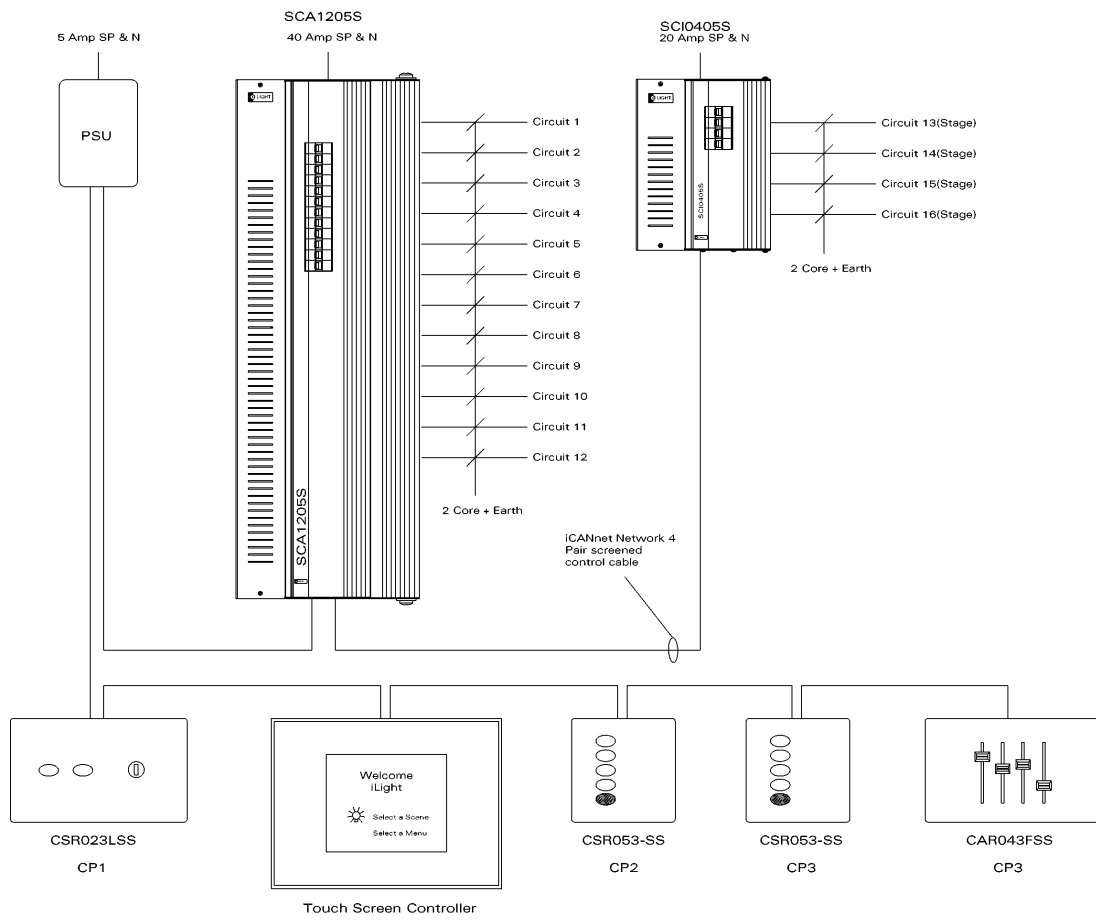 SCA1205S
SCI0405S
5 Amp SP & N
40 Amp SP & N
20 Amp SP & N
LIGHT
LIGHT
PSU
Circuit 1
Circuit 2
Circuit 3
Circuit 4
Circuit 5
Circuit 6
Circuit 7
Circuit 8
Circuit 9
Circuit 10
Circuit 11
Circuit 12
2 Core + Earth
SCA1205S
Circuit 13(Stage)
Circuit 14(Stage)
Circuit 15(Stage)
Circuit 16(Stage)
2 Core + Earth
SCI0405S
iCANnet Network 4
Pair screened
control cable
Welcome
iLight
Select a Scene
Select a Menu
CSR023LSS
CP1
Touch Screen Controller
CSR053-SS
CP2
CSR053-SS
CP3
CAR043FSS
CP3